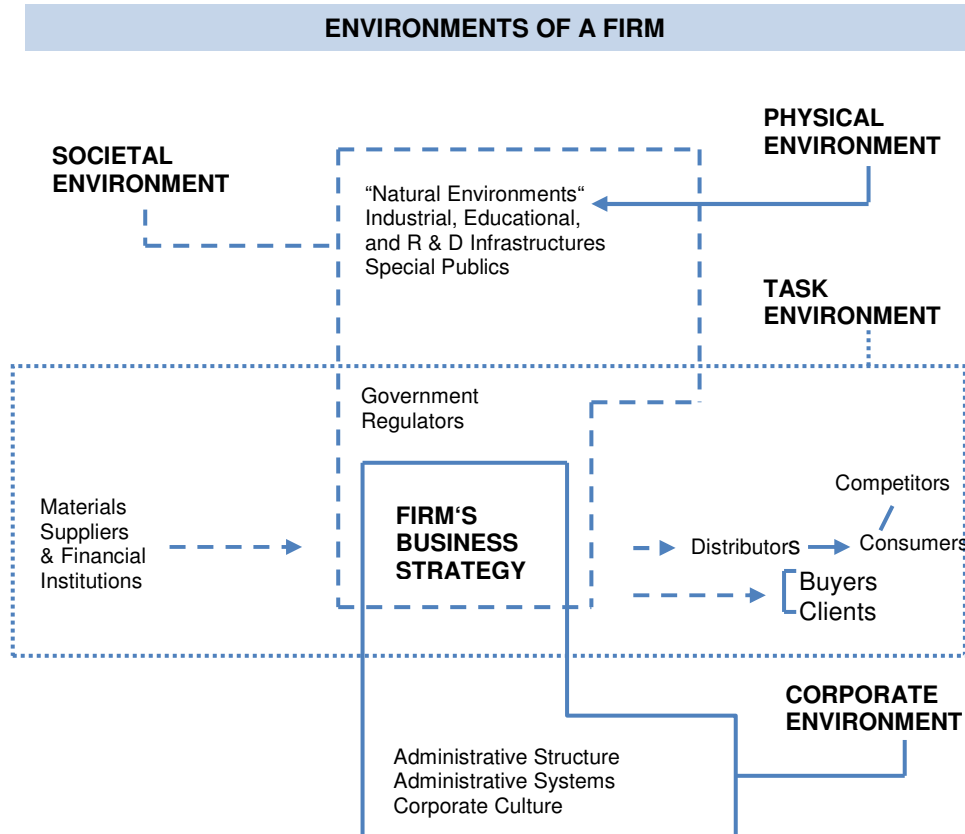 ENVIRONMENTS OF A FIRM
SOCIETAL
ENVIRONMENT
PHYSICAL
ENVIRONMENT
“Natural Environments“
Industrial, Educational,
and R & D Infrastructures
Special Publics
TASK
ENVIRONMENT
Government
Regulators
Materials
Suppliers
& Financial
Institutions
FIRM‘S
BUSINESS
STRATEGY
Competitors
Distributors
Consumers
Buyers
Clients
CORPORATE
ENVIRONMENT
Administrative Structure
Administrative Systems
Corporate Culture